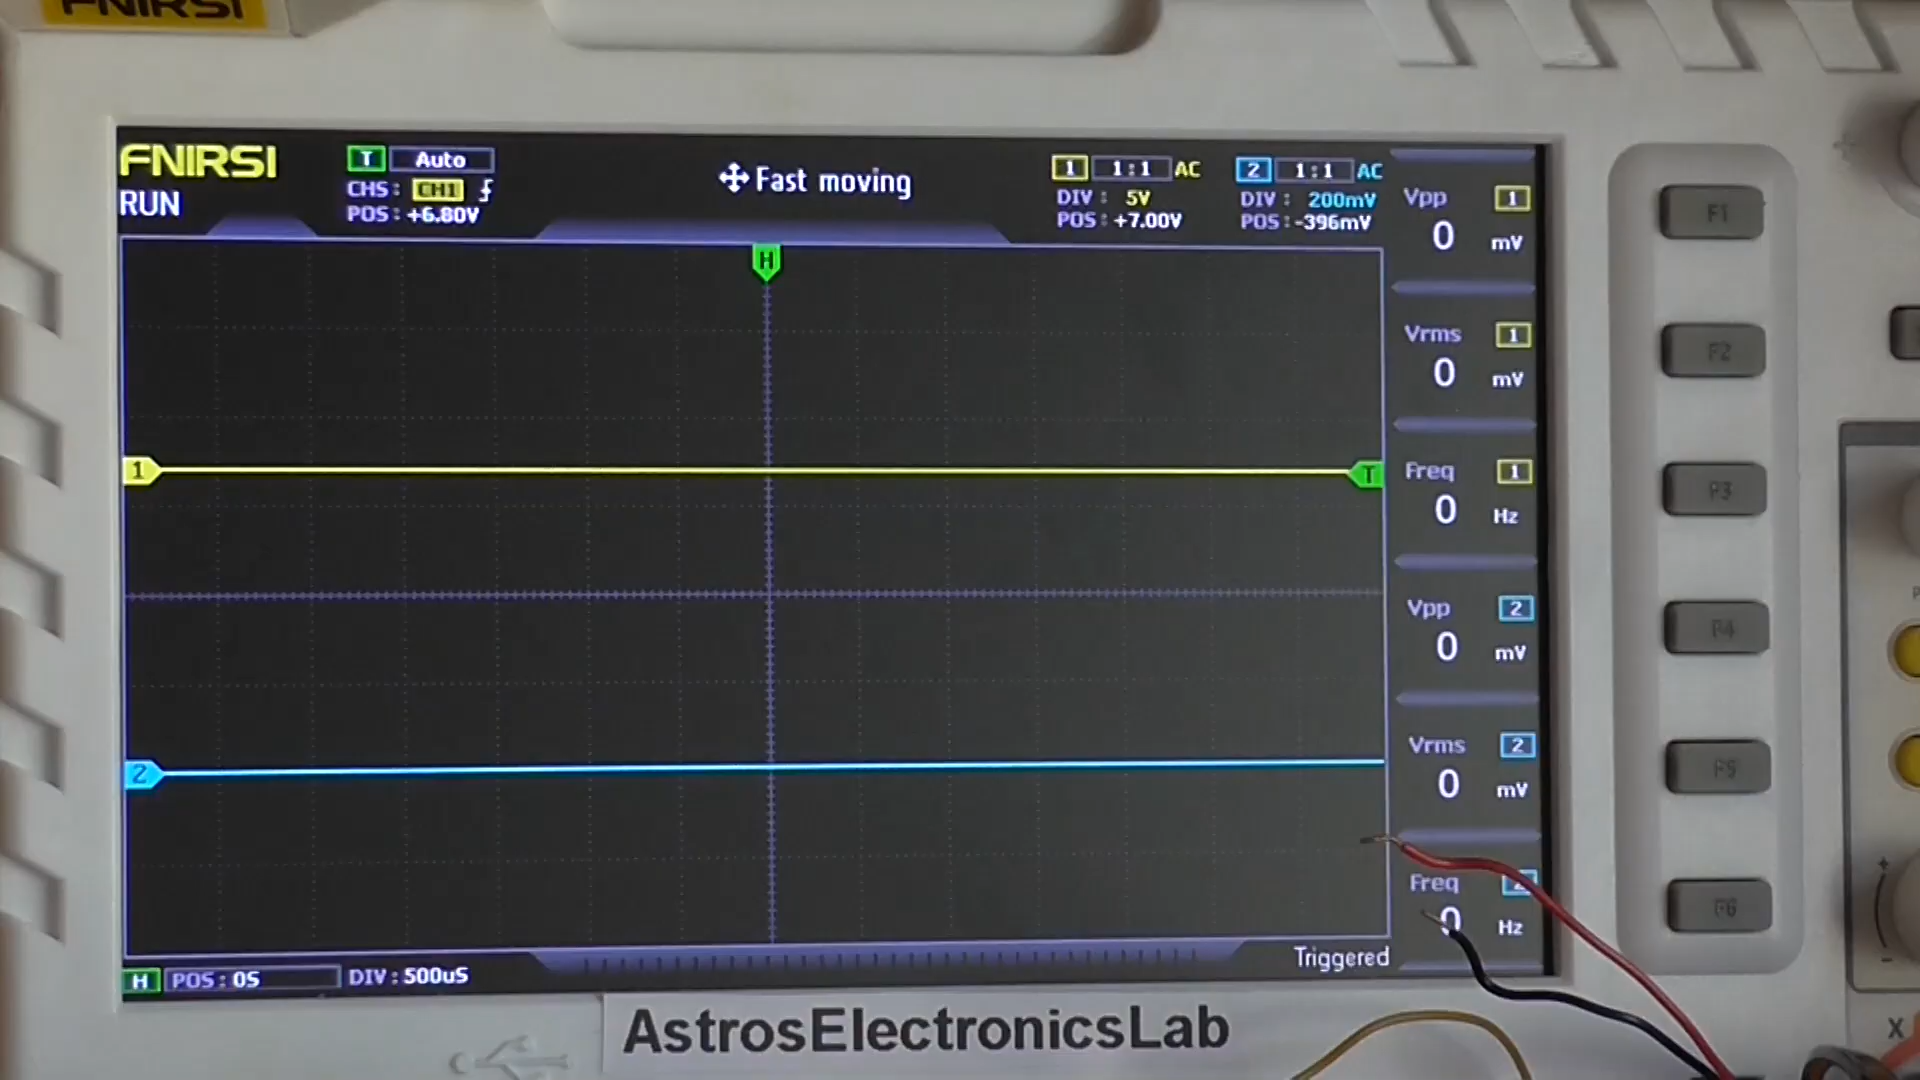 FNIRSI
FNIRSI
RUN
T Auto
CHS: CH1
POS: +6.80V
Fast moving
1 1:1 AC
DIV: 5V
POS: +7.00V
2 1:1 AC
DIV: 200mV
POS: -396mV
H
1
T
2
Vpp 1
0 mV
Vrms 1
0 mV
Freq 1
0 Hz
Vpp 2
0 mV
Vrms 2
0 mV
Freq 2
0 Hz
F1
F2
F3
F4
F5
F6
Triggered
H POS: 0S DIV: 500uS
AstrosElectronicsLab
X